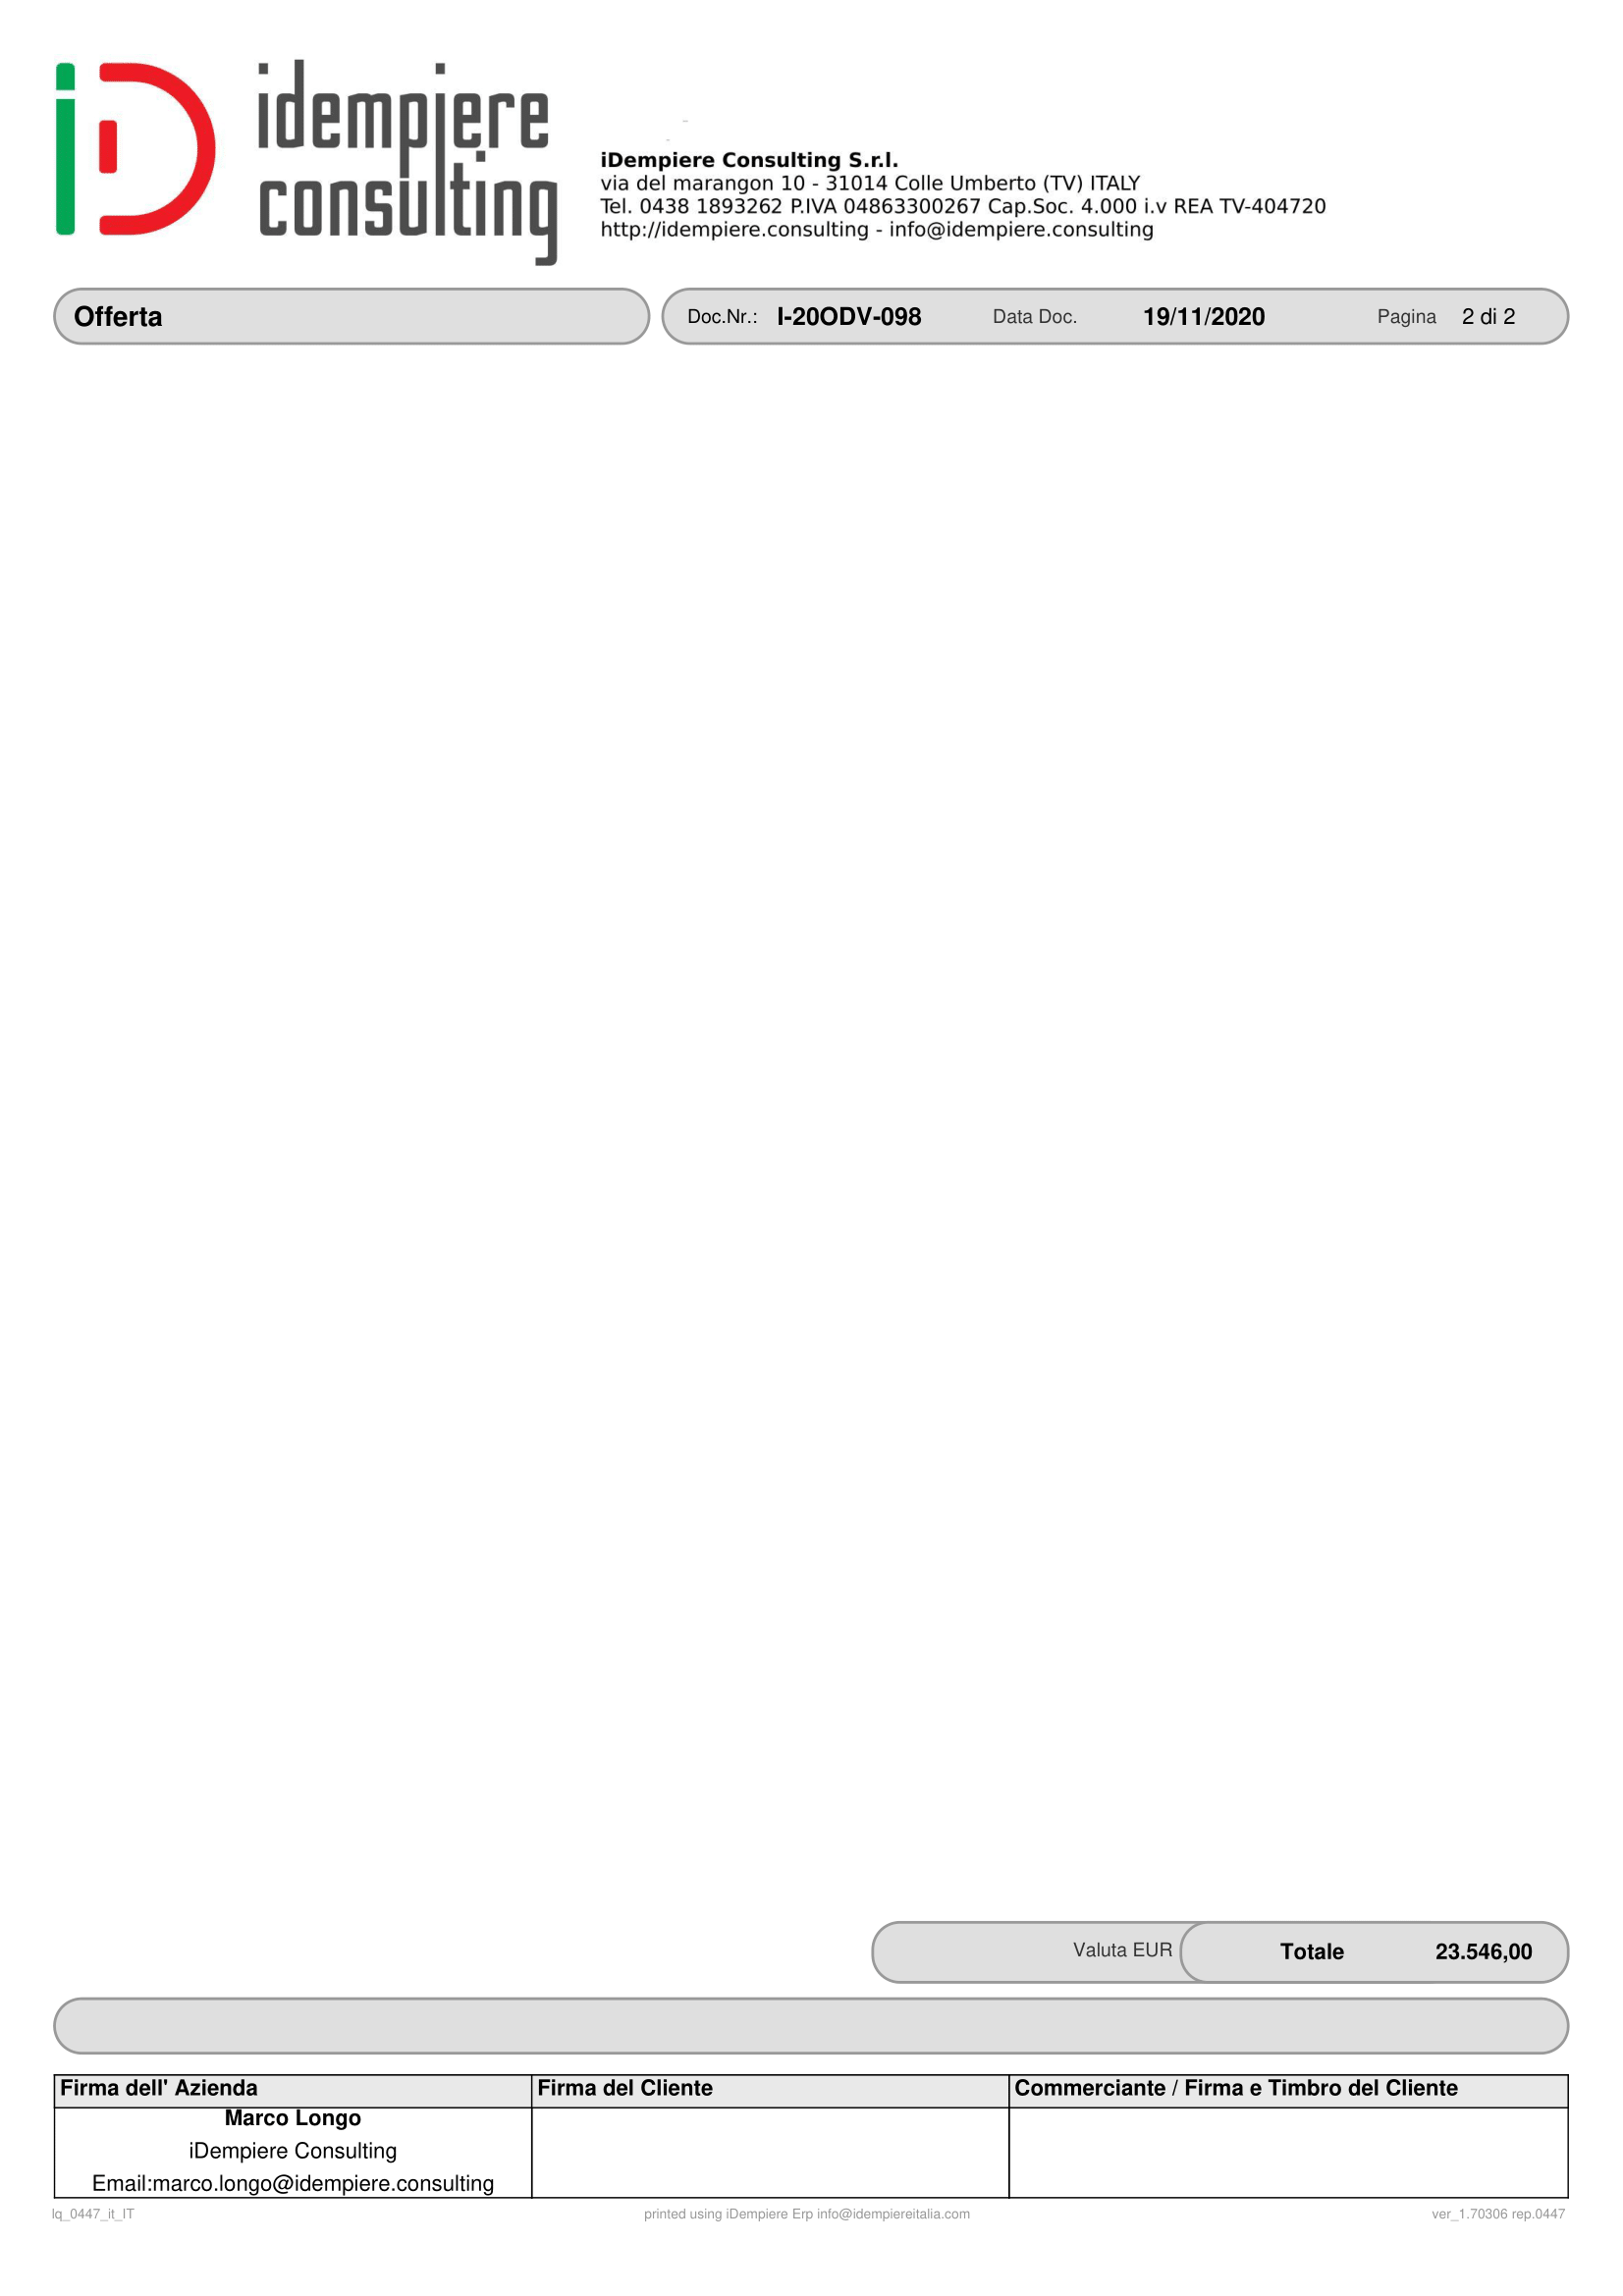 idempiere
consulting
iDempiere Consulting S.r.l.
via del marangon 10 - 31014 Colle Umberto (TV) ITALY
Tel. 0438 1893262 P.IVA 04863300267 Cap.Soc. 4.000 i.v REA TV-404720
http://idempiere.consulting - info@idempiere.consulting
Offerta Doc.Nr.: I-20ODV-098 Data Doc. 19/11/2020 Pagina 2 di 2
Valuta EUR Totale 23.546,00
Firma dell' Azienda Firma del Cliente Commerciante / Firma e Timbro del Cliente
Marco Longo
iDempiere Consulting
Email:marco.longo@idempiere.consulting
lq_0447_it_IT printed using iDempiere Erp info@idempiereitalia.com ver_1.70306 rep.0447